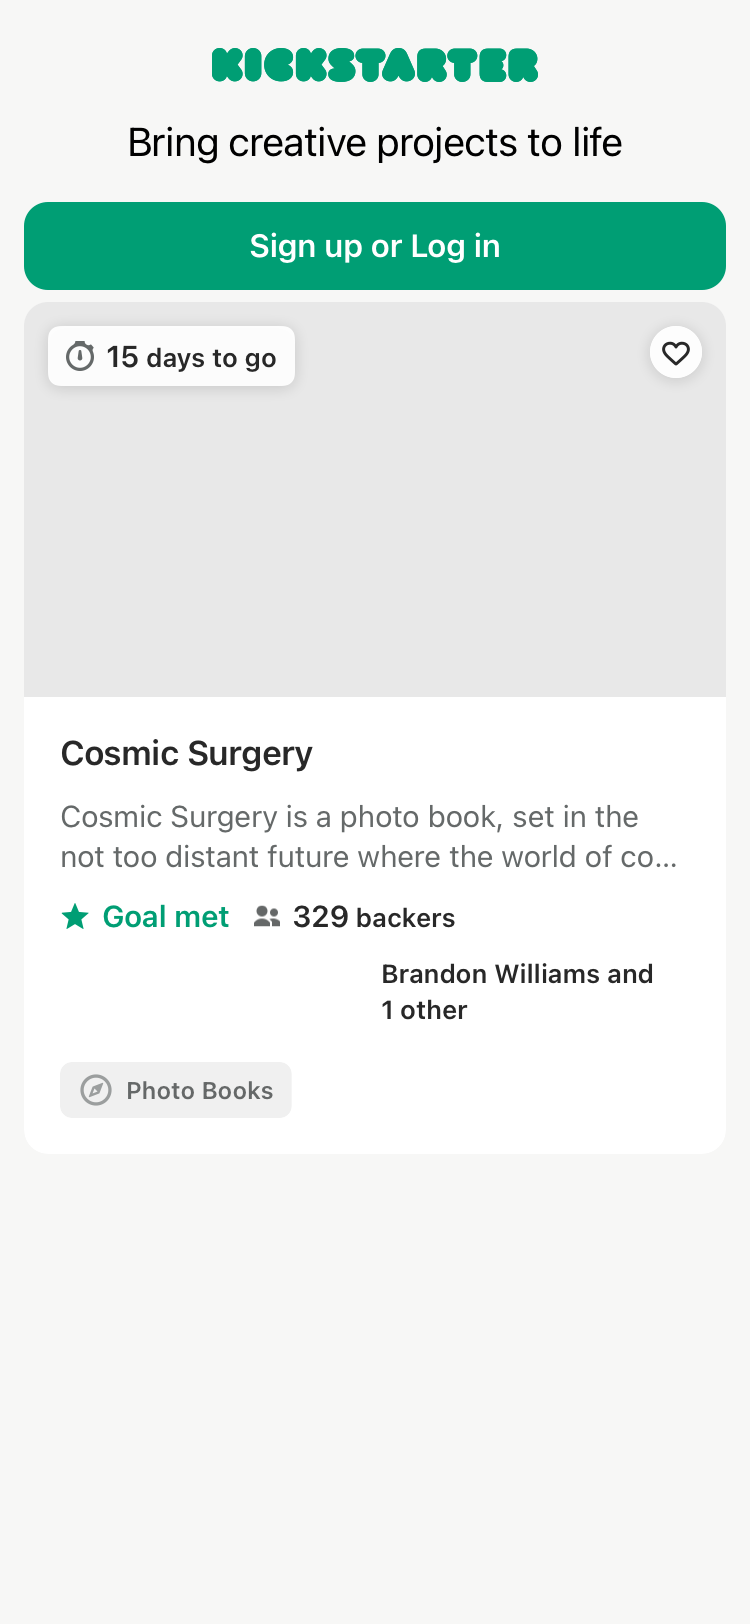 KICKSTARTER
Bring creative projects to life
Sign up or Log in
15 days to go
Cosmic Surgery
Cosmic Surgery is a photo book, set in the
not too distant future where the world of co...
Goal met 329 backers
Brandon Williams and
1 other
Photo Books